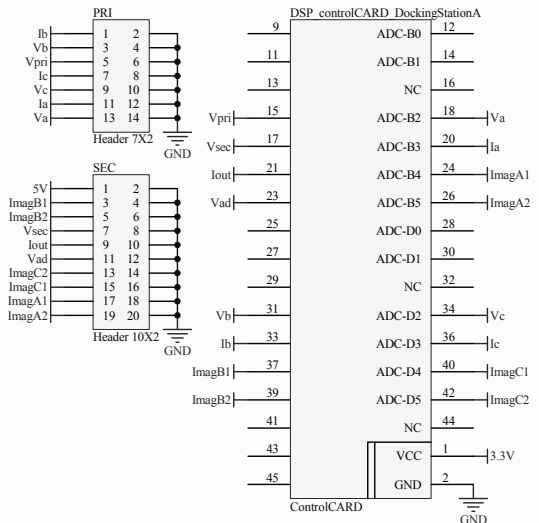 PRI
Ib 1 2
Vb 3 4
Vpri 5 6
Ic 7 8
Vc 9 10
Ia 11 12
Va 13 14
Header 7X2
GND
SEC
5V 1 2
ImagB1 3 4
ImagB2 5 6
Vsec 7 8
Iout 9 10
Vad 11 12
ImagC2 13 14
ImagC1 15 16
ImagA1 17 18
ImagA2 19 20
Header 10X2
GND
DSP_controlCARD_DockingStationA
9 ADC-B0 12
11 ADC-B1 14
13 NC 16
Vpri 15 ADC-B2 18 Va
Vsec 17 ADC-B3 20 Ia
Iout 21 ADC-B4 24 ImagA1
Vad 23 ADC-B5 26 ImagA2
25 ADC-D0 28
27 ADC-D1 30
29 NC 32
Vb 31 ADC-D2 34 Vc
Ib 33 ADC-D3 36 Ic
ImagB1 37 ADC-D4 40 ImagC1
ImagB2 39 ADC-D5 42 ImagC2
41 NC 44
43 VCC 1 3.3V
45 GND 2
ControlCARD
GND